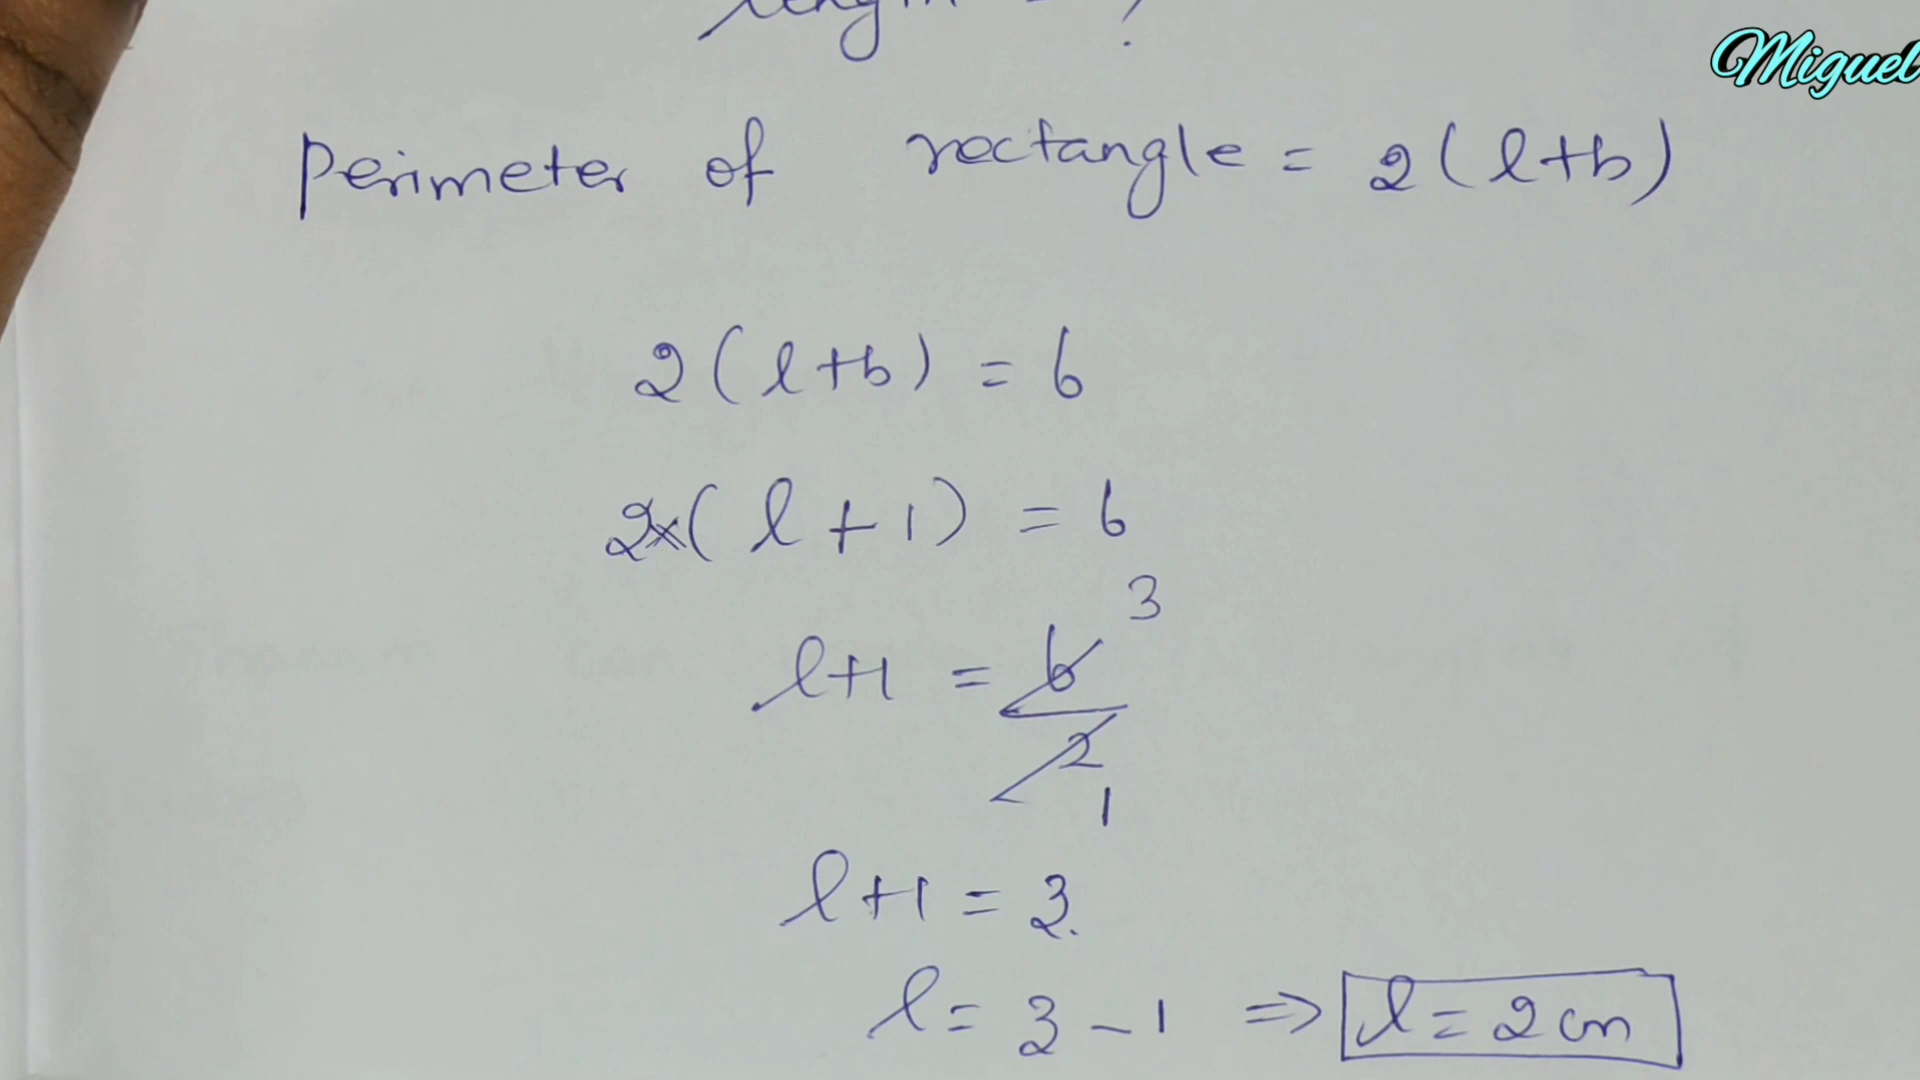 length = ?
Miguel
Perimeter of rectangle = 2(l+b)
2(l+b) = 6
2×(l+1) = 6
l+1 = 6/2 3 1
l+1 = 3.
l = 3-1 ⇒ l = 2cm